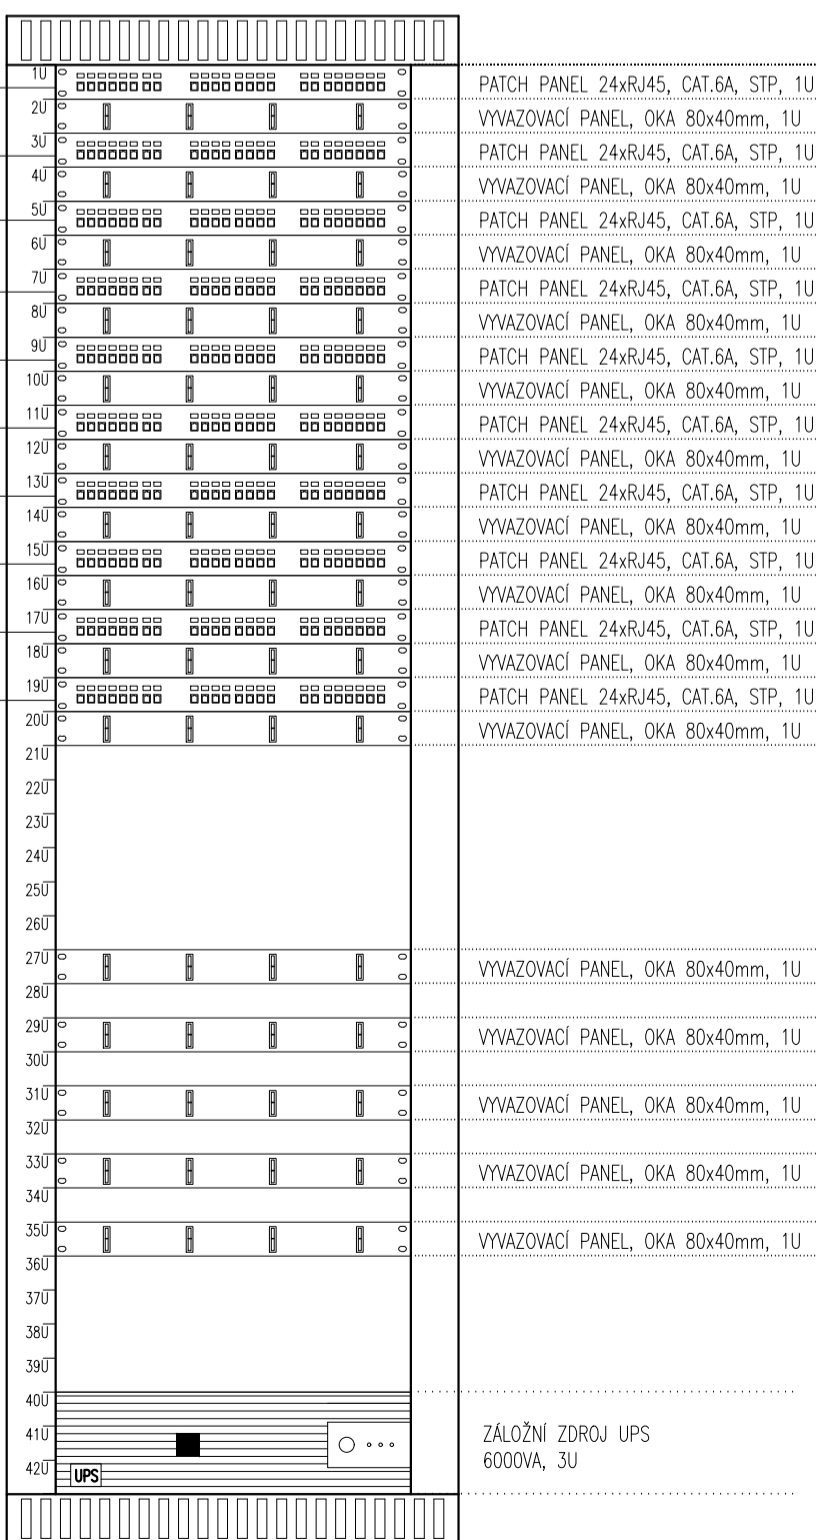 1U PATCH PANEL 24xRJ45, CAT.6A, STP, 1U
2U VYVAZOVACÍ PANEL, OKA 80x40mm, 1U
3U PATCH PANEL 24xRJ45, CAT.6A, STP, 1U
4U VYVAZOVACÍ PANEL, OKA 80x40mm, 1U
5U PATCH PANEL 24xRJ45, CAT.6A, STP, 1U
6U VYVAZOVACÍ PANEL, OKA 80x40mm, 1U
7U PATCH PANEL 24xRJ45, CAT.6A, STP, 1U
8U VYVAZOVACÍ PANEL, OKA 80x40mm, 1U
9U PATCH PANEL 24xRJ45, CAT.6A, STP, 1U
10U VYVAZOVACÍ PANEL, OKA 80x40mm, 1U
11U PATCH PANEL 24xRJ45, CAT.6A, STP, 1U
12U VYVAZOVACÍ PANEL, OKA 80x40mm, 1U
13U PATCH PANEL 24xRJ45, CAT.6A, STP, 1U
14U VYVAZOVACÍ PANEL, OKA 80x40mm, 1U
15U PATCH PANEL 24xRJ45, CAT.6A, STP, 1U
16U VYVAZOVACÍ PANEL, OKA 80x40mm, 1U
17U PATCH PANEL 24xRJ45, CAT.6A, STP, 1U
18U VYVAZOVACÍ PANEL, OKA 80x40mm, 1U
19U PATCH PANEL 24xRJ45, CAT.6A, STP, 1U
20U VYVAZOVACÍ PANEL, OKA 80x40mm, 1U
21U
22U
23U
24U
25U
26U
27U VYVAZOVACÍ PANEL, OKA 80x40mm, 1U
28U
29U VYVAZOVACÍ PANEL, OKA 80x40mm, 1U
30U
31U VYVAZOVACÍ PANEL, OKA 80x40mm, 1U
32U
33U VYVAZOVACÍ PANEL, OKA 80x40mm, 1U
34U
35U VYVAZOVACÍ PANEL, OKA 80x40mm, 1U
36U
37U
38U
39U
40U
41U ZÁLOŽNÍ ZDROJ UPS
6000VA, 3U
42U UPS